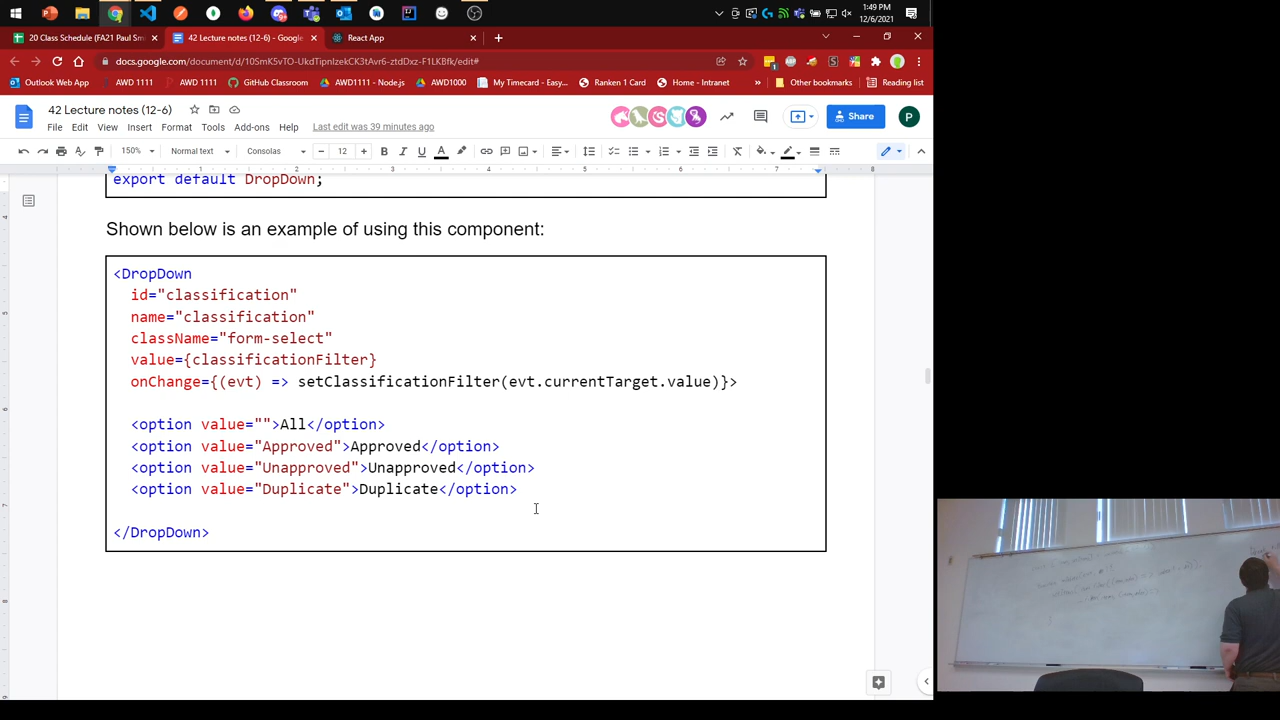 1:49 PM
12/6/2021
20 Class Schedule (FA21 Paul Sm
42 Lecture notes (12-6) - Google
React App
docs.google.com/document/d/10SmK5vTO-UkdTipnIzekCK3tAvr6-ztdDxz-F1LKBfk/edit#
Outlook Web App
AWD 1111
AWD 1111
GitHub Classroom
AWD1111 - Node.js
AWD1000
My Timecard - Easy...
Ranken 1 Card
Home - Intranet
Other bookmarks
Reading list
42 Lecture notes (12-6)
File Edit View Insert Format Tools Add-ons Help
Last edit was 39 minutes ago
Share
P
150%
Normal text
Consolas
12
export default DropDown;
Shown below is an example of using this component:
<DropDown
id="classification"
name="classification"
className="form-select"
value={classificationFilter}
onChange={(evt) => setClassificationFilter(evt.currentTarget.value)}>
<option value="">All</option>
<option value="Approved">Approved</option>
<option value="Unapproved">Unapproved</option>
<option value="Duplicate">Duplicate</option>
</DropDown>